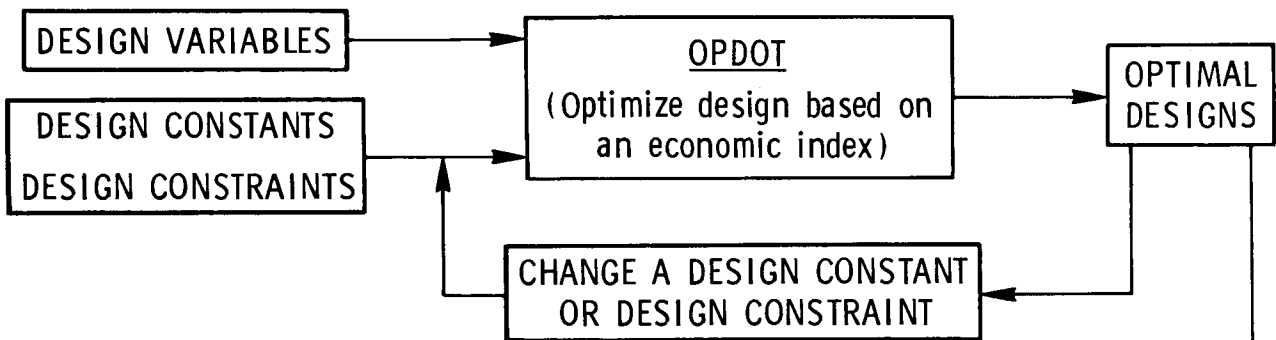 DESIGN VARIABLES
DESIGN CONSTANTS
DESIGN CONSTRAINTS
OPDOT
(Optimize design based on
an economic index)
OPTIMAL
DESIGNS
CHANGE A DESIGN CONSTANT
OR DESIGN CONSTRAINT